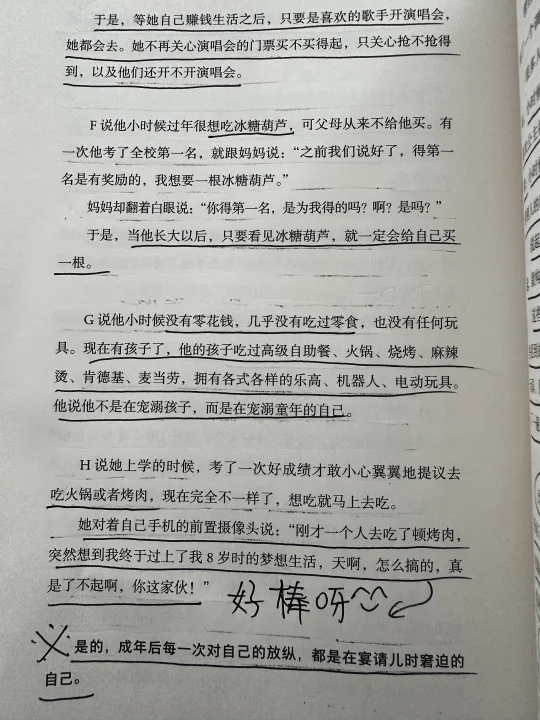 于是，等她自己赚钱生活之后，只要是喜欢的歌手开演唱会，
她都会去。她不再关心演唱会的门票买不买得起，只关心抢不抢得
到，以及他们还开不开演唱会。
F 说他小时候过年很想吃冰糖葫芦，可父母从来不给他买。有
一次他考了全校第一名，就跟妈妈说：“之前我们说好了，得第一
名是有奖励的，我想要一根冰糖葫芦。”
妈妈却翻着白眼说：“你得第一名，是为我得的吗？啊？是吗？”
于是，当他长大以后，只要看见冰糖葫芦，就一定会给自己买
一根。
G 说他小时候没有零花钱，几乎没有吃过零食，也没有任何玩
具。现在有孩子了，他的孩子吃过高级自助餐、火锅、烧烤、麻辣
烫、肯德基、麦当劳，拥有各式各样的乐高、机器人、电动玩具。
他说他不是在宠溺孩子，而是在宠溺童年的自己。
H 说她上学的时候，考了一次好成绩才敢小心翼翼地提议去
吃火锅或者烤肉，现在完全不一样了，想吃就马上去吃。
她对着自己手机的前置摄像头说：“刚才一个人去吃了顿烤肉，
突然想到我终于过上了我 8 岁时的梦想生活，天啊，怎么搞的，真
是了不起啊，你这家伙！”
好棒呀
是的，成年后每一次对自己的放纵，都是在宴请儿时窘迫的
自己。